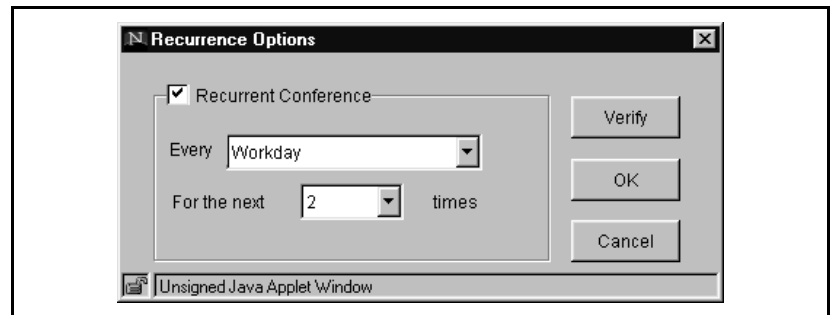 N Recurrence Options
Recurrent Conference
Every Workday
For the next 2 times
Verify
OK
Cancel
Unsigned Java Applet Window